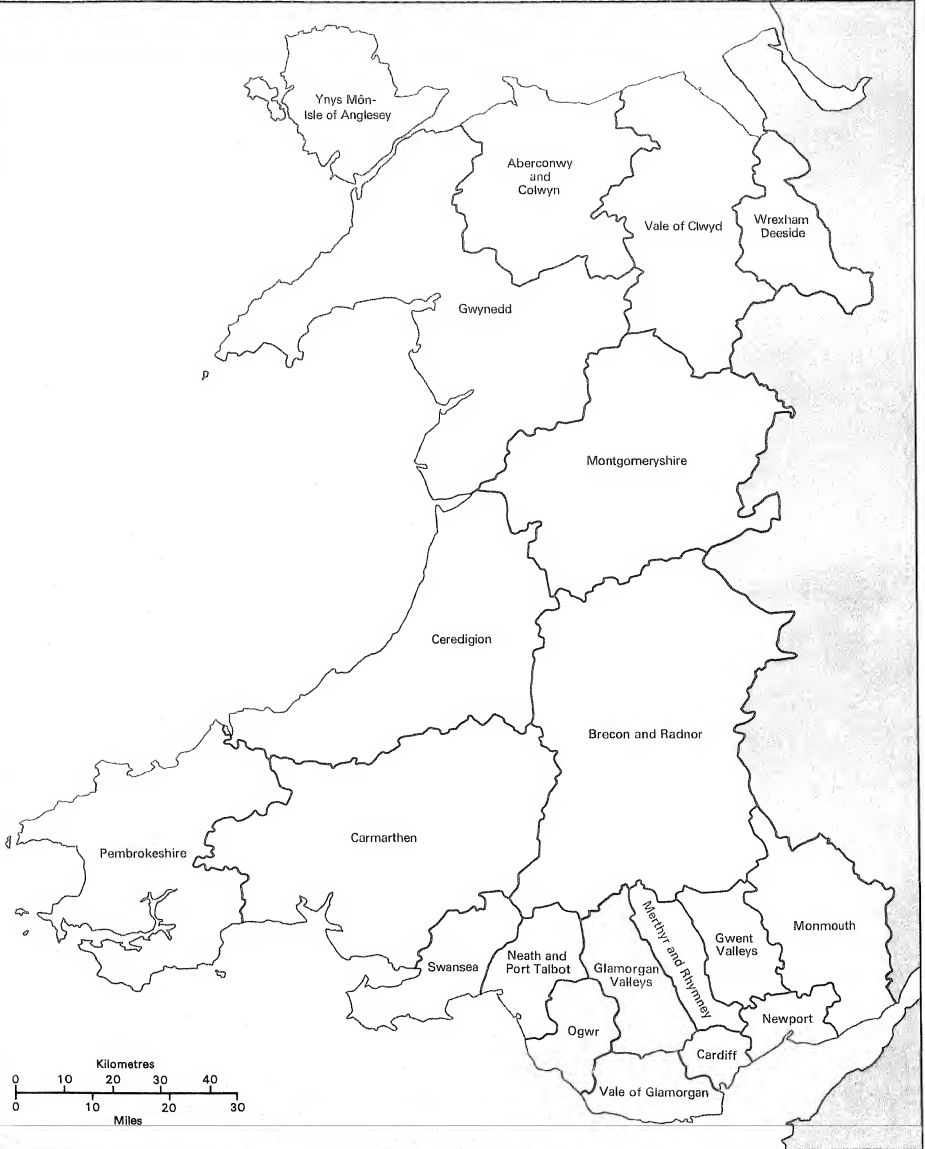 Ynys Môn-
Isle of Anglesey
Aberconwy
and
Colwyn
Vale of Clwyd
Wrexham
Deeside
Gwynedd
Montgomeryshire
Ceredigion
Brecon and Radnor
Carmarthen
Pembrokeshire
Swansea
Neath and
Port Talbot
Glamorgan
Valleys
Merthyr and Rhymney
Gwent
Valleys
Monmouth
Newport
Ogwr
Cardiff
Vale of Glamorgan
Kilometres
0 10 20 30 40
0 10 20 30
Miles